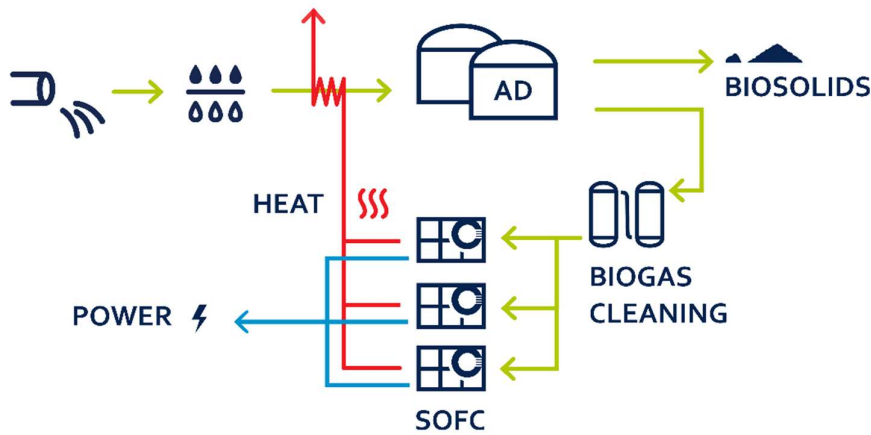 AD
BIOSOLIDS
HEAT
BIOGAS
CLEANING
POWER
SOFC